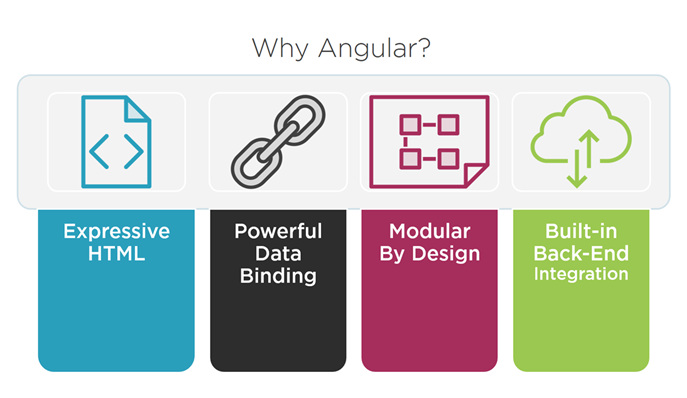 Why Angular?
Expressive
HTML
Powerful
Data
Binding
Modular
By Design
Built-in
Back-End
Integration